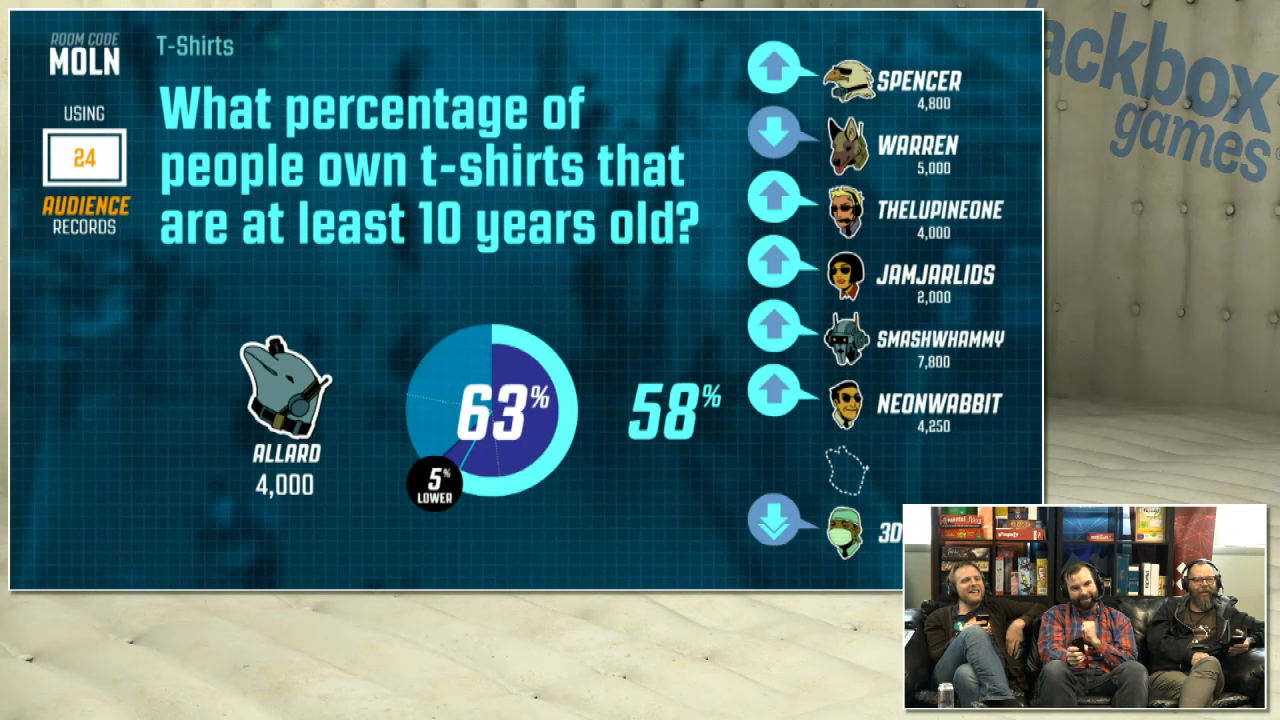 ROOM CODE
MOLN
USING
24
AUDIENCE
RECORDS
T-Shirts
What percentage of
people own t-shirts that
are at least 10 years old?
ALLARD
4,000
63%
5%
LOWER
58%
SPENCER
4,800
WARREN
5,000
THELUPINEONE
4,000
JAMJARLIDS
2,000
SMASHWHAMMY
7,800
NEONWABBIT
4,250
3D
ackbox
games